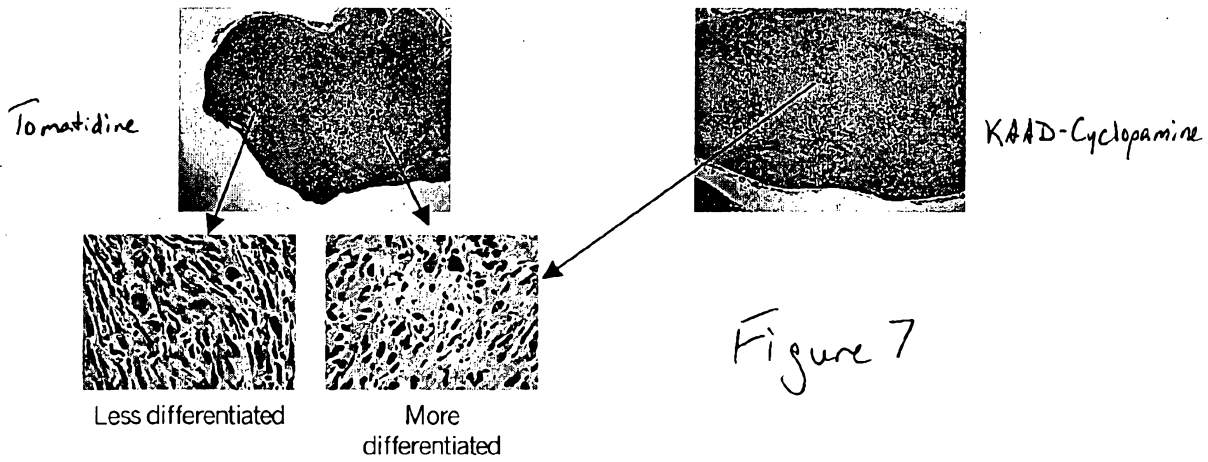 Tomatidine
KAAD-Cyclopamine
Less differentiated
More
differentiated
Figure 7